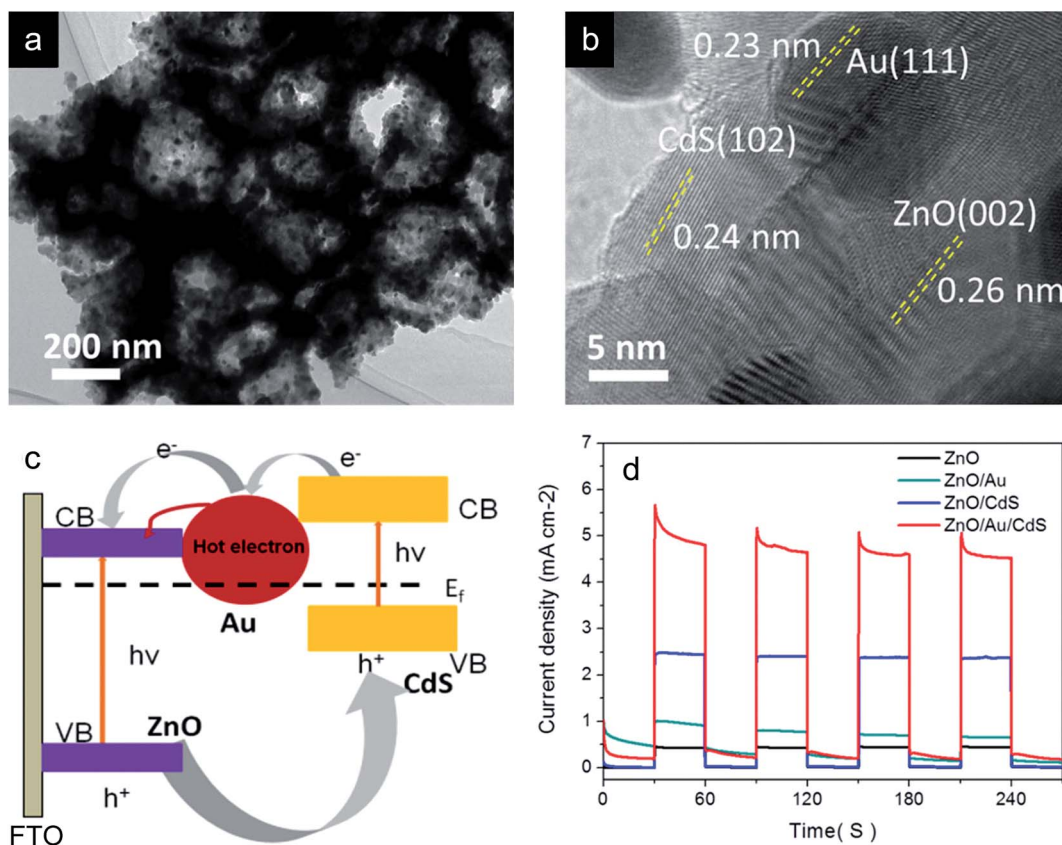 a
200 nm
b
0.23 nm
Au(111)
CdS(102)
0.24 nm
ZnO(002)
0.26 nm
5 nm
c
e-
e-
CB
CB
Hot electron
hν
Ef
Au
hν
h+
VB
CdS
VB
ZnO
h+
FTO
d
ZnO
ZnO/Au
ZnO/CdS
ZnO/Au/CdS
Current density (mA cm-2)
7
6
5
4
3
2
1
0
0 60 120 180 240
Time( S )